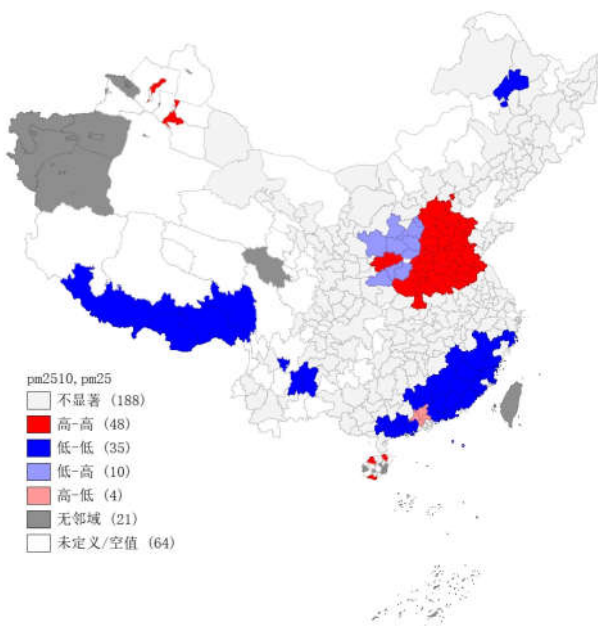 pm2510, pm25
不显著 (188)
高-高 (48)
低-低 (35)
低-高 (10)
高-低 (4)
无邻域 (21)
未定义/空值 (64)